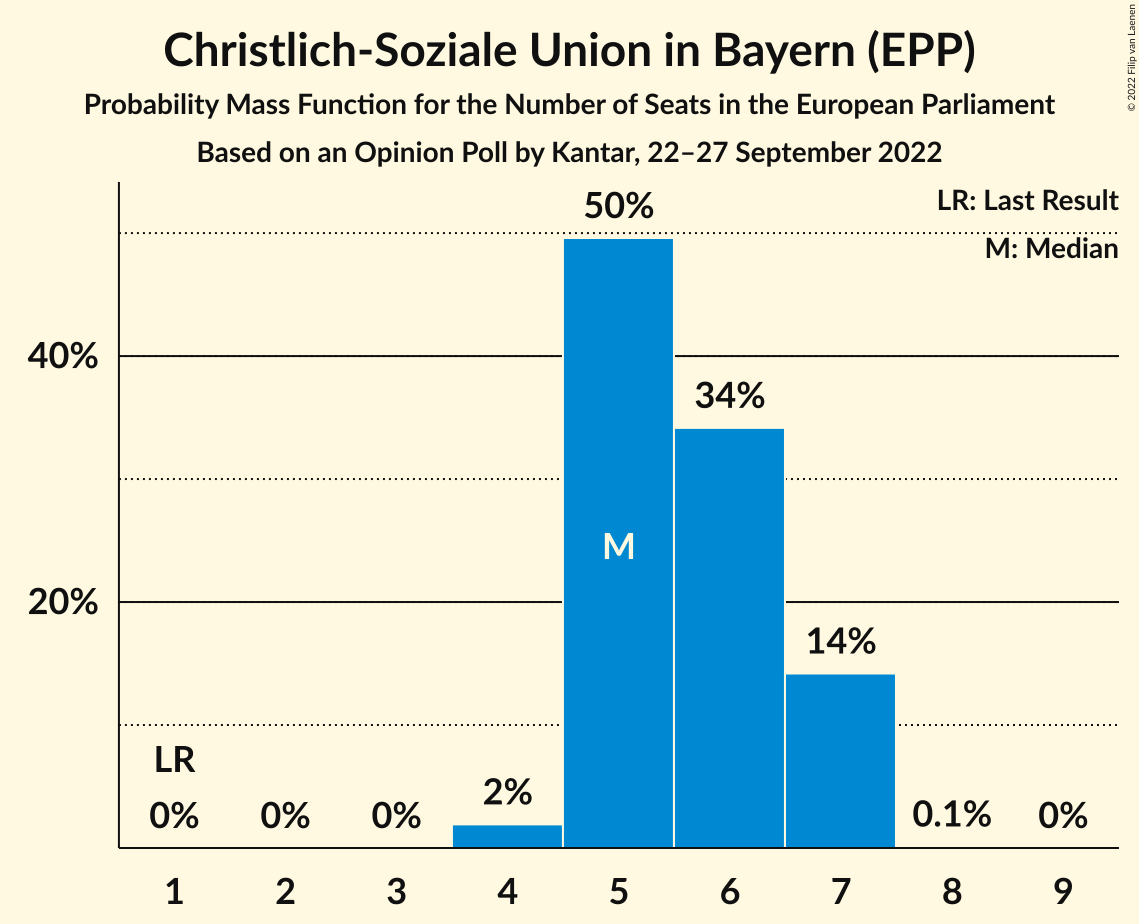 Christlich-Soziale Union in Bayern (EPP)
Probability Mass Function for the Number of Seats in the European Parliament
Based on an Opinion Poll by Kantar, 22–27 September 2022
© 2022 Filip van Laenen
LR: Last Result
M: Median
50%
40%
34%
M
20%
14%
LR
0% 0% 0% 2% 0.1% 0%
1 2 3 4 5 6 7 8 9